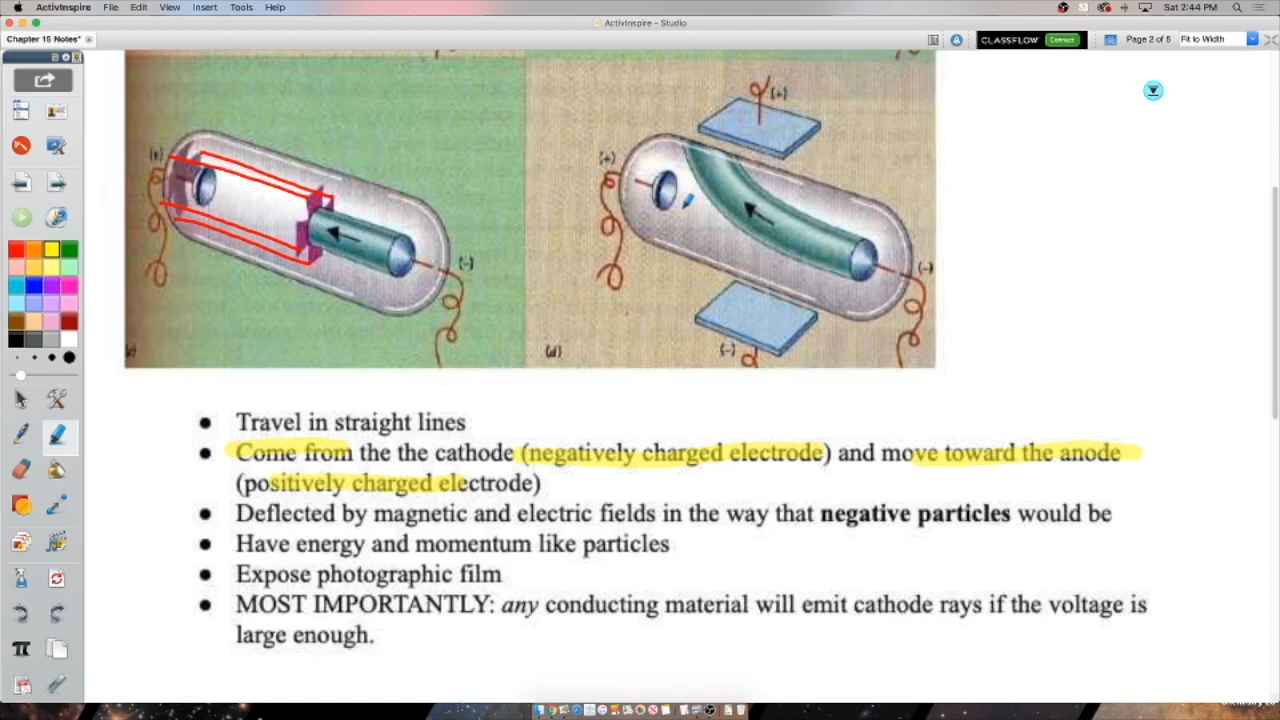 ActivInspire File Edit View Insert Tools Help Sat 2:44 PM
ActivInspire - Studio
Chapter 15 Notes* CLASSFLOW Connect Page 2 of 5 Fit to Width
(+)
(+)
(+)
(-)
(-)
(d)
(-)
• Travel in straight lines
• Come from the the cathode (negatively charged electrode) and move toward the anode
(positively charged electrode)
• Deflected by magnetic and electric fields in the way that negative particles would be
• Have energy and momentum like particles
• Expose photographic film
• MOST IMPORTANTLY: any conducting material will emit cathode rays if the voltage is
large enough.